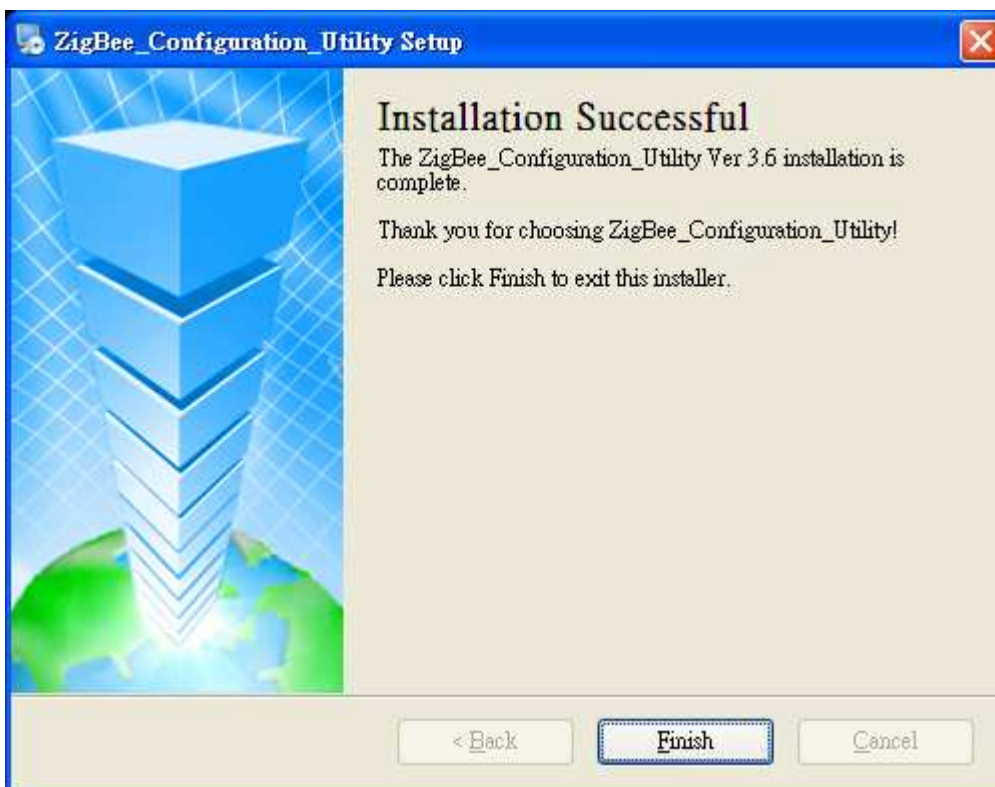 ZigBee_Configuration_Utility Setup
Installation Successful
The ZigBee_Configuration_Utility Ver 3.6 installation is
complete.
Thank you for choosing ZigBee_Configuration_Utility!
Please click Finish to exit this installer.
< Back
Finish
Cancel